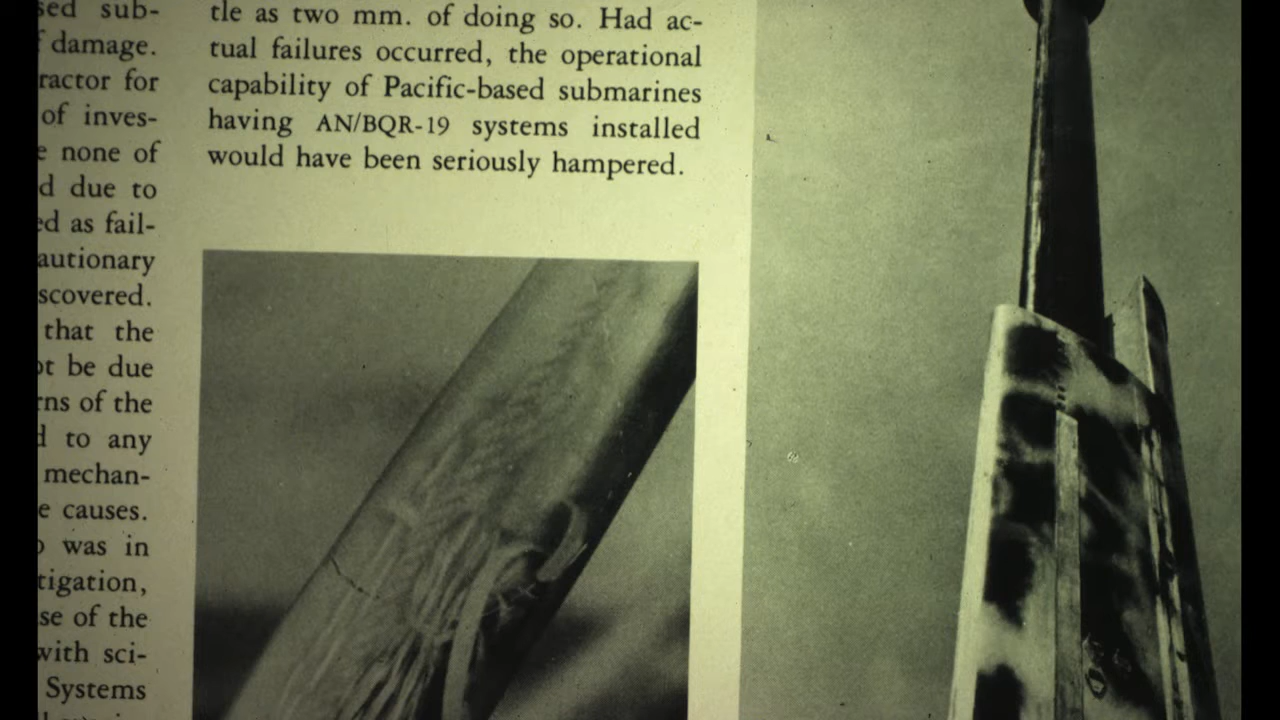 sed sub-
damage.
ractor for
of inves-
none of
d due to
ed as fail-
autionary
scovered.
that the
ot be due
rns of the
to any
mechan-
e causes.
was in
tigation,
se of the
with sci-
Systems
tle as two mm. of doing so. Had ac-
tual failures occurred, the operational
capability of Pacific-based submarines
having AN/BQR-19 systems installed
would have been seriously hampered.